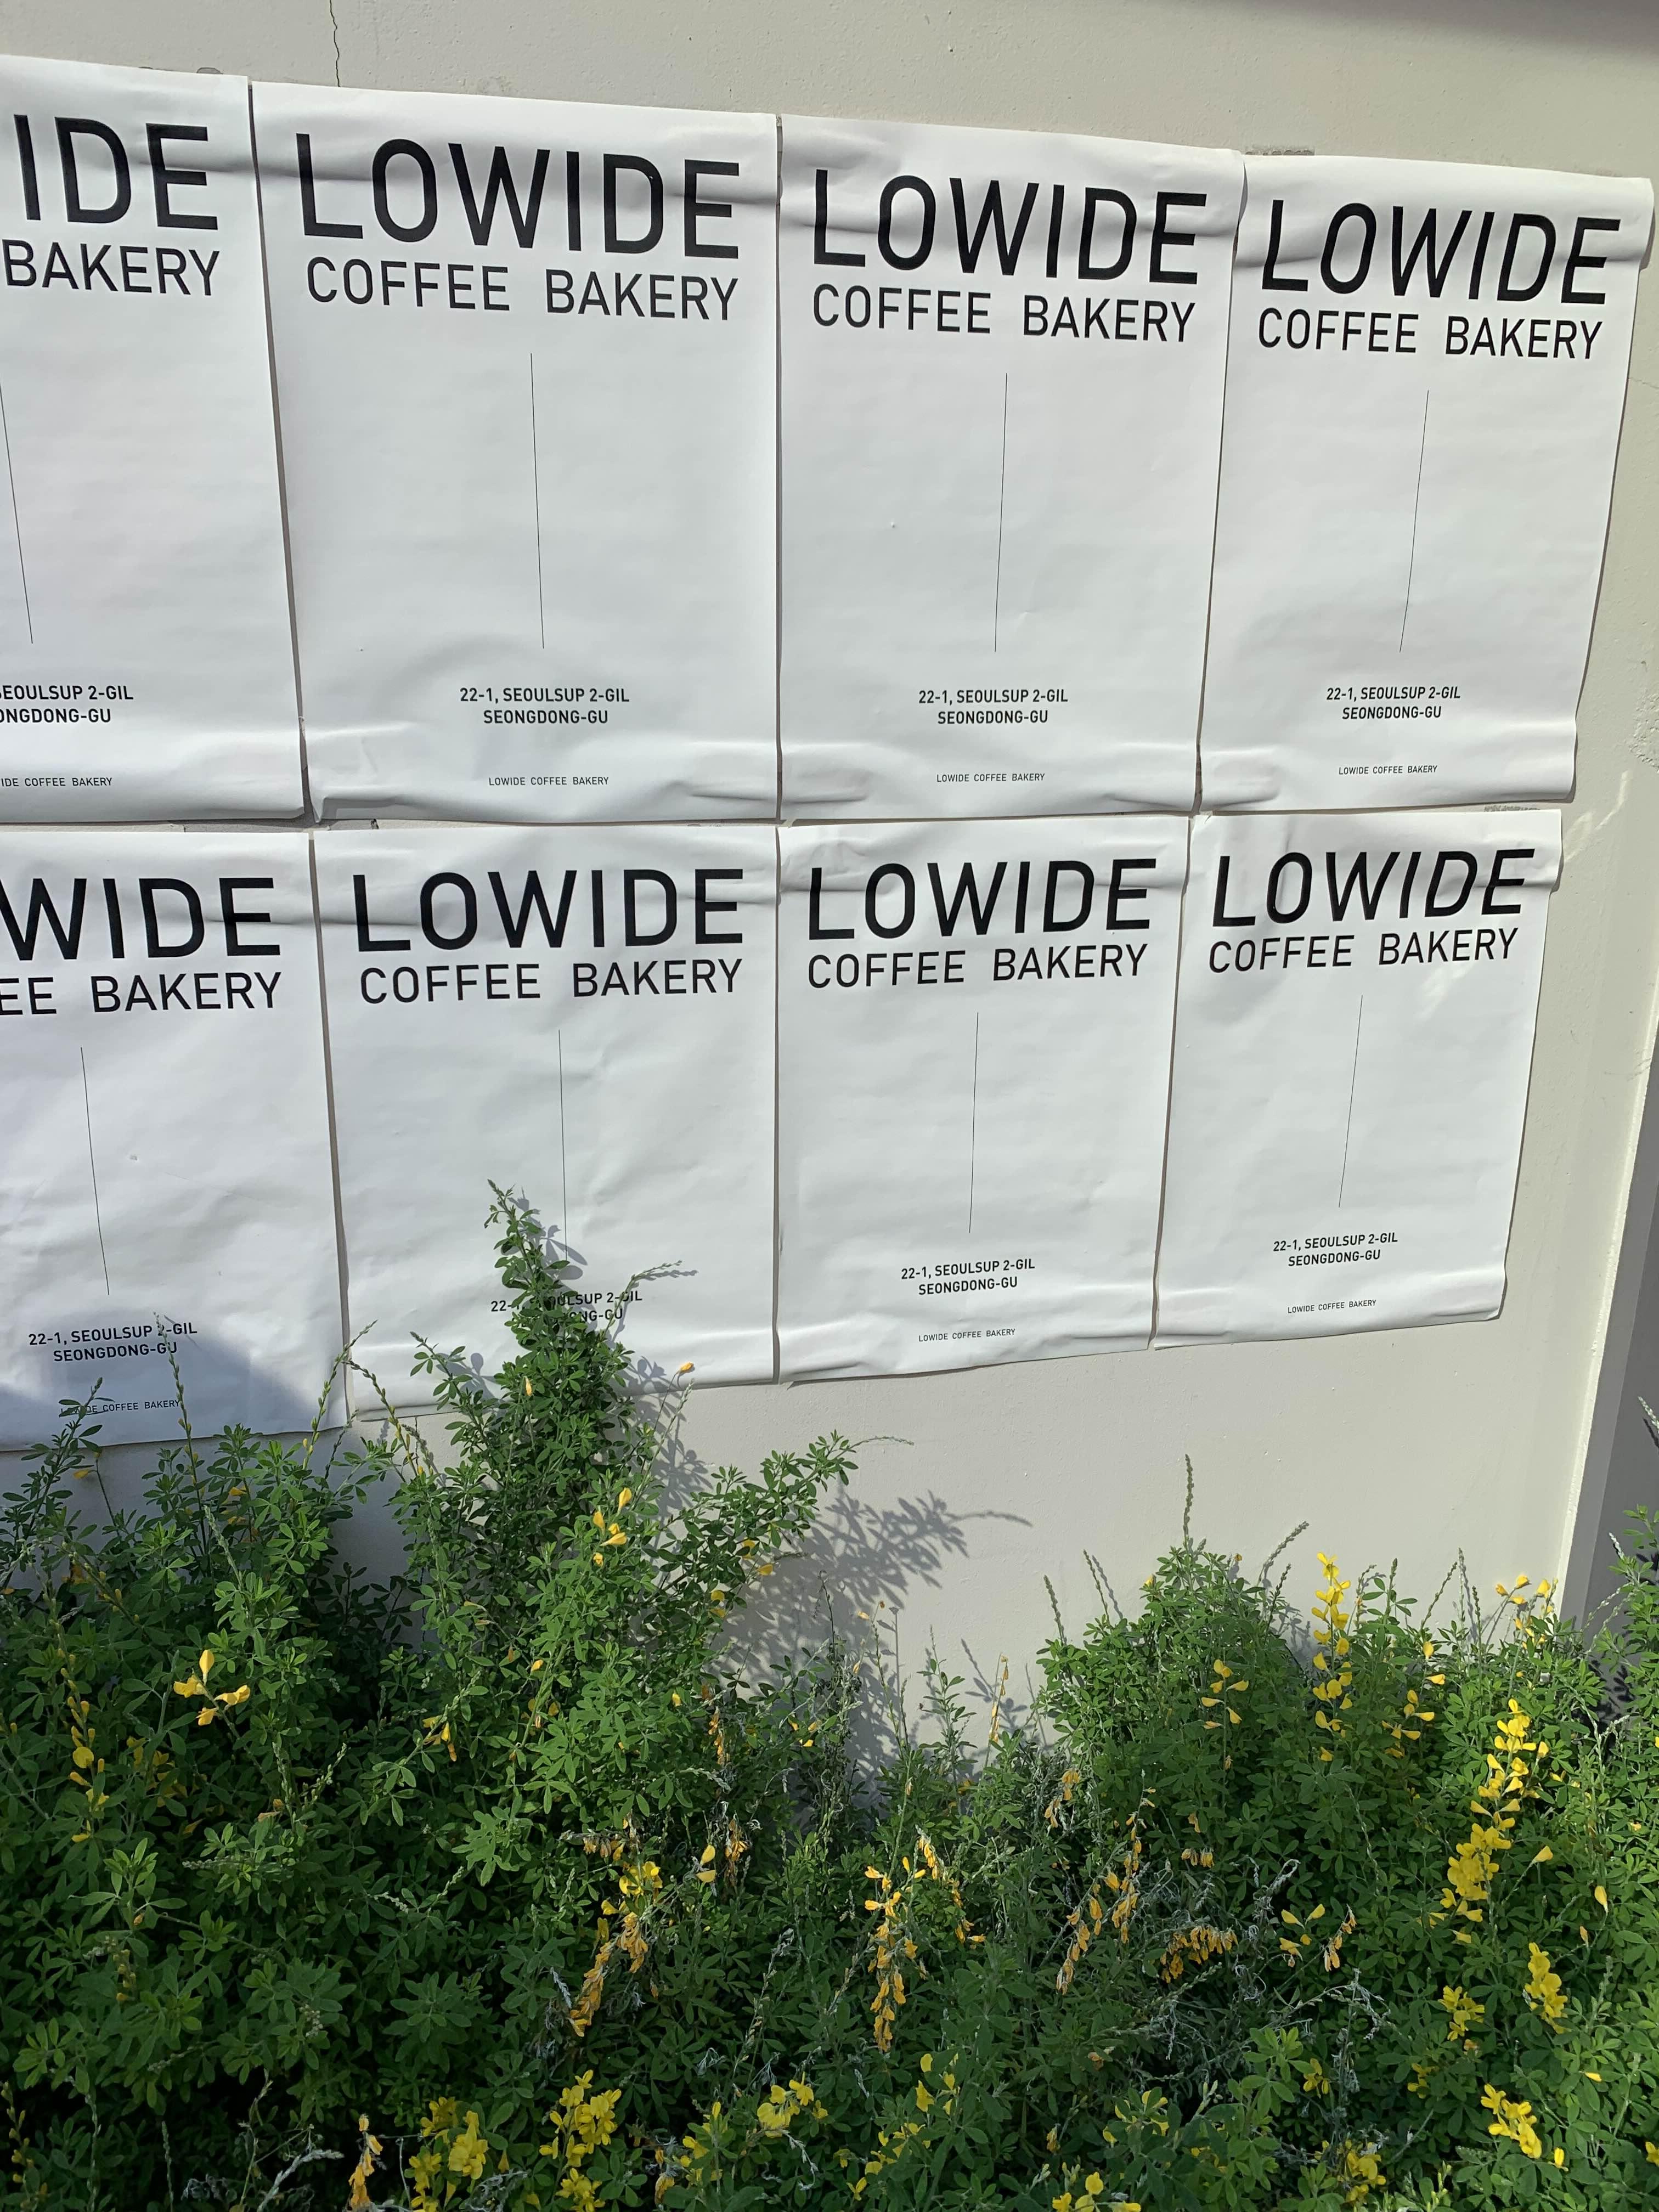 IDE
BAKERY
SEOULSUP 2-GIL
SEONGDONG-GU
COFFEE BAKERY
LOWIDE
COFFEE BAKERY
22-1, SEOULSUP 2-GIL
SEONGDONG-GU
LOWIDE COFFEE BAKERY
LOWIDE
COFFEE BAKERY
22-1, SEOULSUP 2-GIL
SEONGDONG-GU
LOWIDE COFFEE BAKERY
LOWIDE
COFFEE BAKERY
22-1, SEOULSUP 2-GIL
SEONGDONG-GU
LOWIDE COFFEE BAKERY
WIDE
EE BAKERY
22-1, SEOULSUP 2-GIL
SEONGDONG-GU
LOWIDE COFFEE BAKERY
LOWIDE
COFFEE BAKERY
2-GIL
LOWIDE
COFFEE BAKERY
22-1, SEOULSUP 2-GIL
SEONGDONG-GU
LOWIDE COFFEE BAKERY
LOWIDE
COFFEE BAKERY
22-1, SEOULSUP 2-GIL
SEONGDONG-GU
LOWIDE COFFEE BAKERY